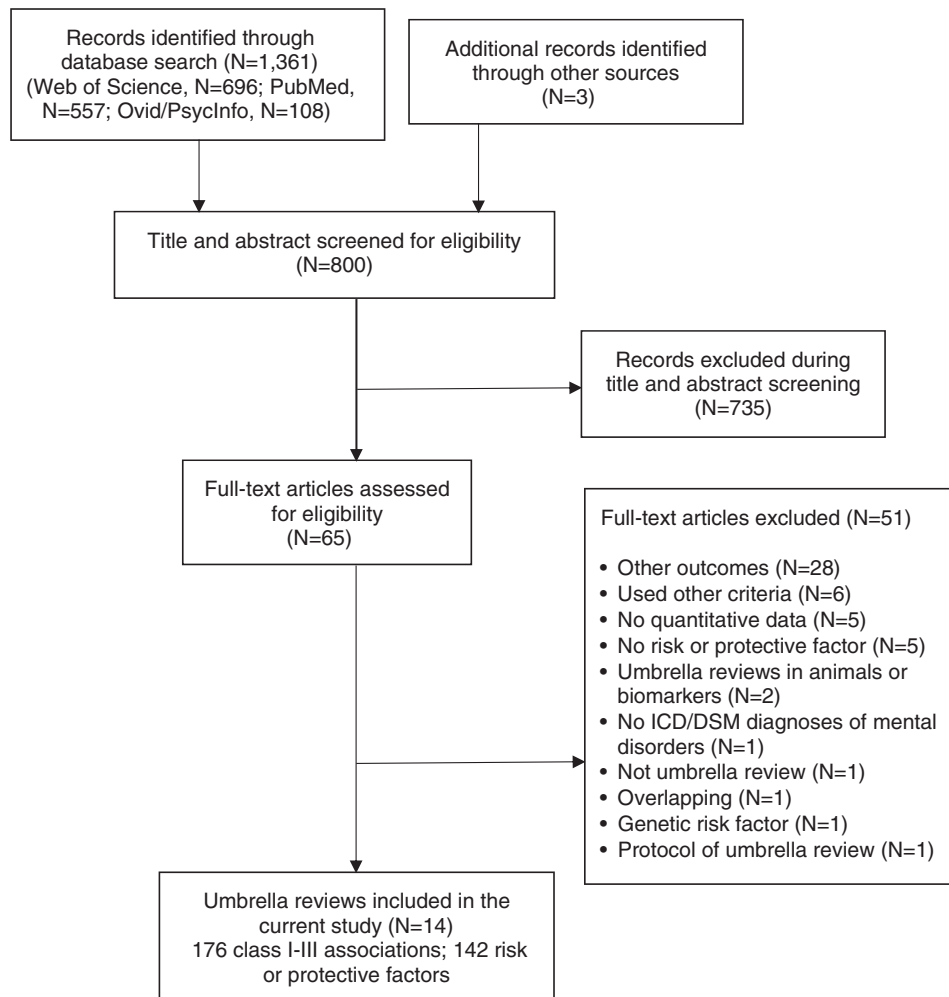 Records identified through
database search (N=1,361)
(Web of Science, N=696; PubMed,
N=557; Ovid/PsycInfo, N=108)
Additional records identified
through other sources
(N=3)
Title and abstract screened for eligibility
(N=800)
Records excluded during
title and abstract screening
(N=735)
Full-text articles assessed
for eligibility
(N=65)
Full-text articles excluded (N=51)
• Other outcomes (N=28)
• Used other criteria (N=6)
• No quantitative data (N=5)
• No risk or protective factor (N=5)
• Umbrella reviews in animals or
biomarkers (N=2)
• No ICD/DSM diagnoses of mental
disorders (N=1)
• Not umbrella review (N=1)
• Overlapping (N=1)
• Genetic risk factor (N=1)
• Protocol of umbrella review (N=1)
Umbrella reviews included in the
current study (N=14)
176 class I-III associations; 142 risk
or protective factors